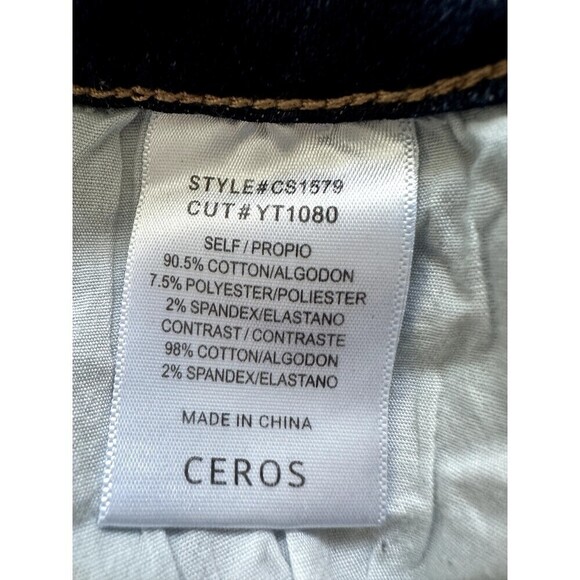 STYLE#CS1579
CUT#YT1080
SELF/PROPIO
90.5% COTTON/ALGODON
7.5% POLYESTER/POLIESTER
2% SPANDEX/ELASTANO
CONTRAST/CONTRASTE
98% COTTON/ALGODON
2% SPANDEX/ELASTANO
MADE IN CHINA
CEROS